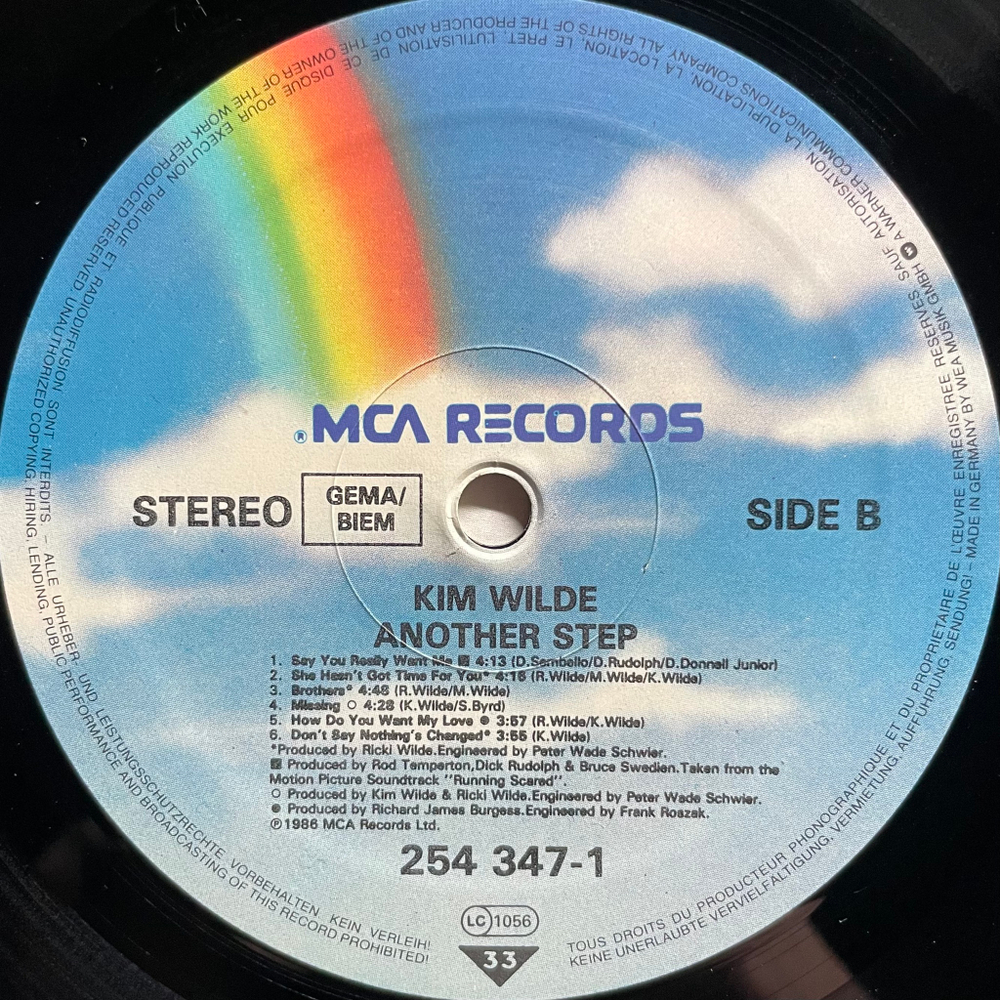 ® MCA RECORDS
STEREO
GEMA/
BIEM
SIDE B
KIM WILDE
ANOTHER STEP
1. Say You Really Want Me ◪ 4:13 (D.Sembello/D.Rudolph/D.Donnell Junior)
2. She Hasn't Got Time For You* 4:15 (R.Wilde/M.Wilde/K.Wilde)
3. Brothers* 4:48 (R.Wilde/M.Wilde)
4. Missing ○ 4:28 (K.Wilde/S.Byrd)
5. How Do You Want My Love ● 3:57 (R.Wilde/K.Wilde)
6. Don't Say Nothing's Changed* 3:55 (K.Wilde)
*Produced by Ricki Wilde.Engineered by Peter Wade Schwier.
◪ Produced by Rod Temperton,Dick Rudolph & Bruce Swedien.Taken from the
Motion Picture Soundtrack "Running Scared".
○ Produced by Kim Wilde & Ricki Wilde.Engineered by Peter Wade Schwier.
● Produced by Richard James Burgess.Engineered by Frank Roszak.
℗1986 MCA Records Ltd.
254 347-1
LC 1056
33
TOUS DROITS DU PRODUCTEUR PHONOGRAPHIQUE ET DU PROPRIETAIRE DE L'ŒUVRE ENREGISTREE RESERVES. SAUF AUTORISATION LA DUPLICATION, LA LOCATION, LE PRET, L'UTILISATION DE CE DISQUE POUR EXECUTION PUBLIQUE ET RADIODIFFUSION SONT INTERDITS – ALLE URHEBER- UND LEISTUNGSSCHUTZRECHTE VORBEHALTEN KEIN VERLEIH!
KEINE UNERLAUBTE VERVIELFÄLTIGUNG, VERMIETUNG, AUFFÜHRUNG, SENDUNG! – MADE IN GERMANY BY WEA MUSIK GMBH A WARNER COMMUNICATIONS COMPANY ALL RIGHTS OF THE PRODUCER AND OF THE OWNER OF THE WORK REPRODUCED RESERVED UNAUTHORIZED COPYING, HIRING, LENDING, PUBLIC PERFORMANCE AND BROADCASTING OF THIS RECORD PROHIBITED!